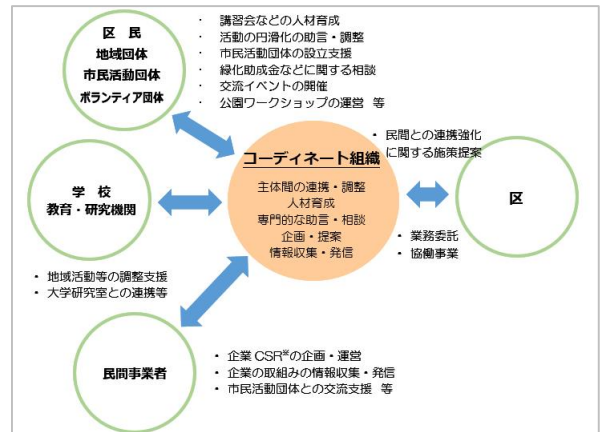 区 民
地域団体
市民活動団体
ボランティア団体
・ 講習会などの人材育成
・ 活動の円滑化の助言・調整
・ 市民活動団体の設立支援
・ 緑化助成金などに関する相談
・ 交流イベントの開催
・ 公園ワークショップの運営 等
・ 民間との連携強化
に関する施策提案
コーディネート組織
主体間の連携・調整
人材育成
専門的な助言・相談
企画・提案
情報収集・発信
学 校
教育・研究機関
区
・ 業務委託
・ 協働事業
・ 地域活動等の調整支援
・ 大学研究室との連携等
民間事業者
・ 企業 CSR※の企画・運営
・ 企業の取組みの情報収集・発信
・ 市民活動団体との交流支援 等